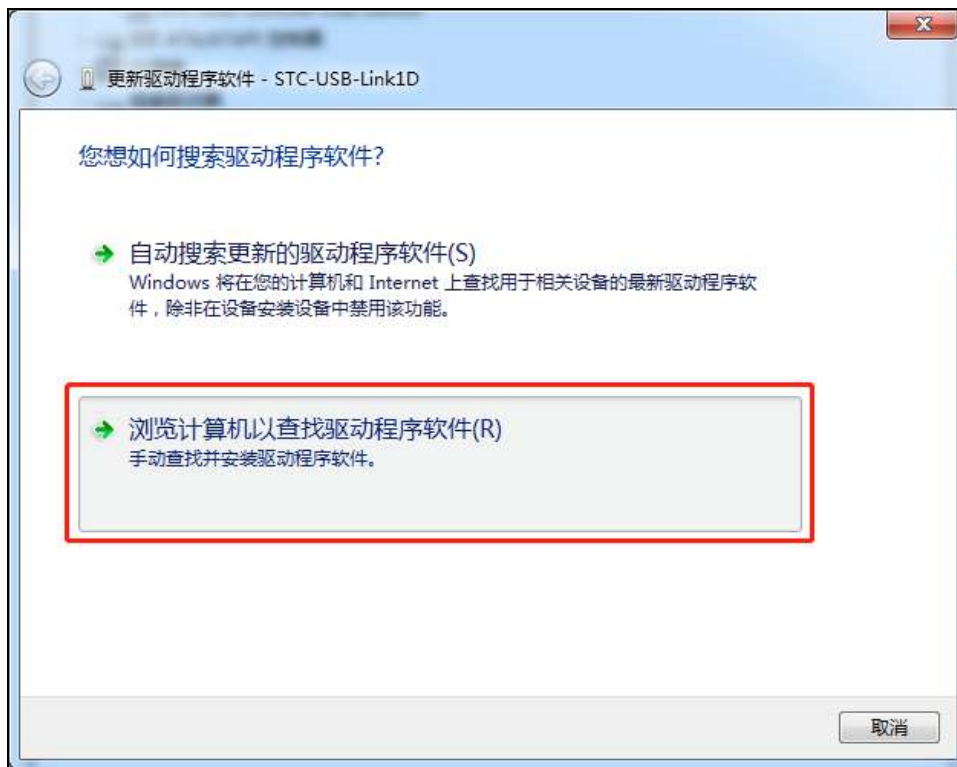 更新驱动程序软件 - STC-USB-Link1D
您想如何搜索驱动程序软件?
自动搜索更新的驱动程序软件(S)
Windows 将在您的计算机和 Internet 上查找用于相关设备的最新驱动程序软
件，除非在设备安装设备中禁用该功能。
浏览计算机以查找驱动程序软件(R)
手动查找并安装驱动程序软件。
取消